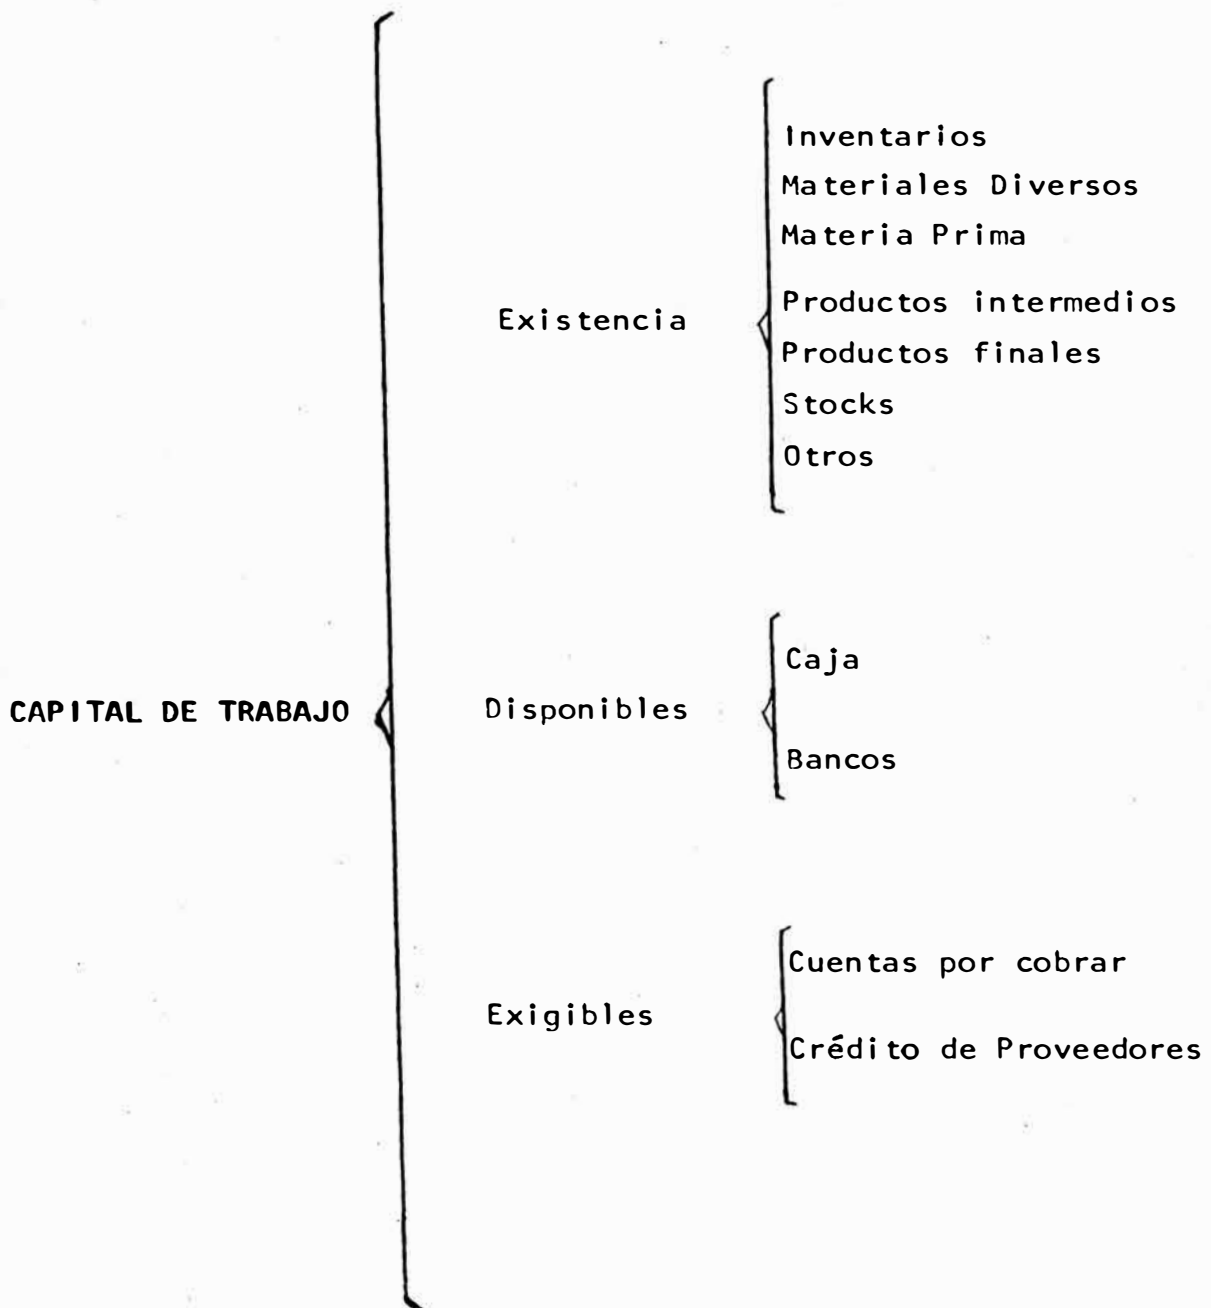 CAPITAL DE TRABAJO
Existencia
Inventarios
Materiales Diversos
Materia Prima
Productos intermedios
Productos finales
Stocks
Otros
Disponibles
Caja
Bancos
Exigibles
Cuentas por cobrar
Crédito de Proveedores